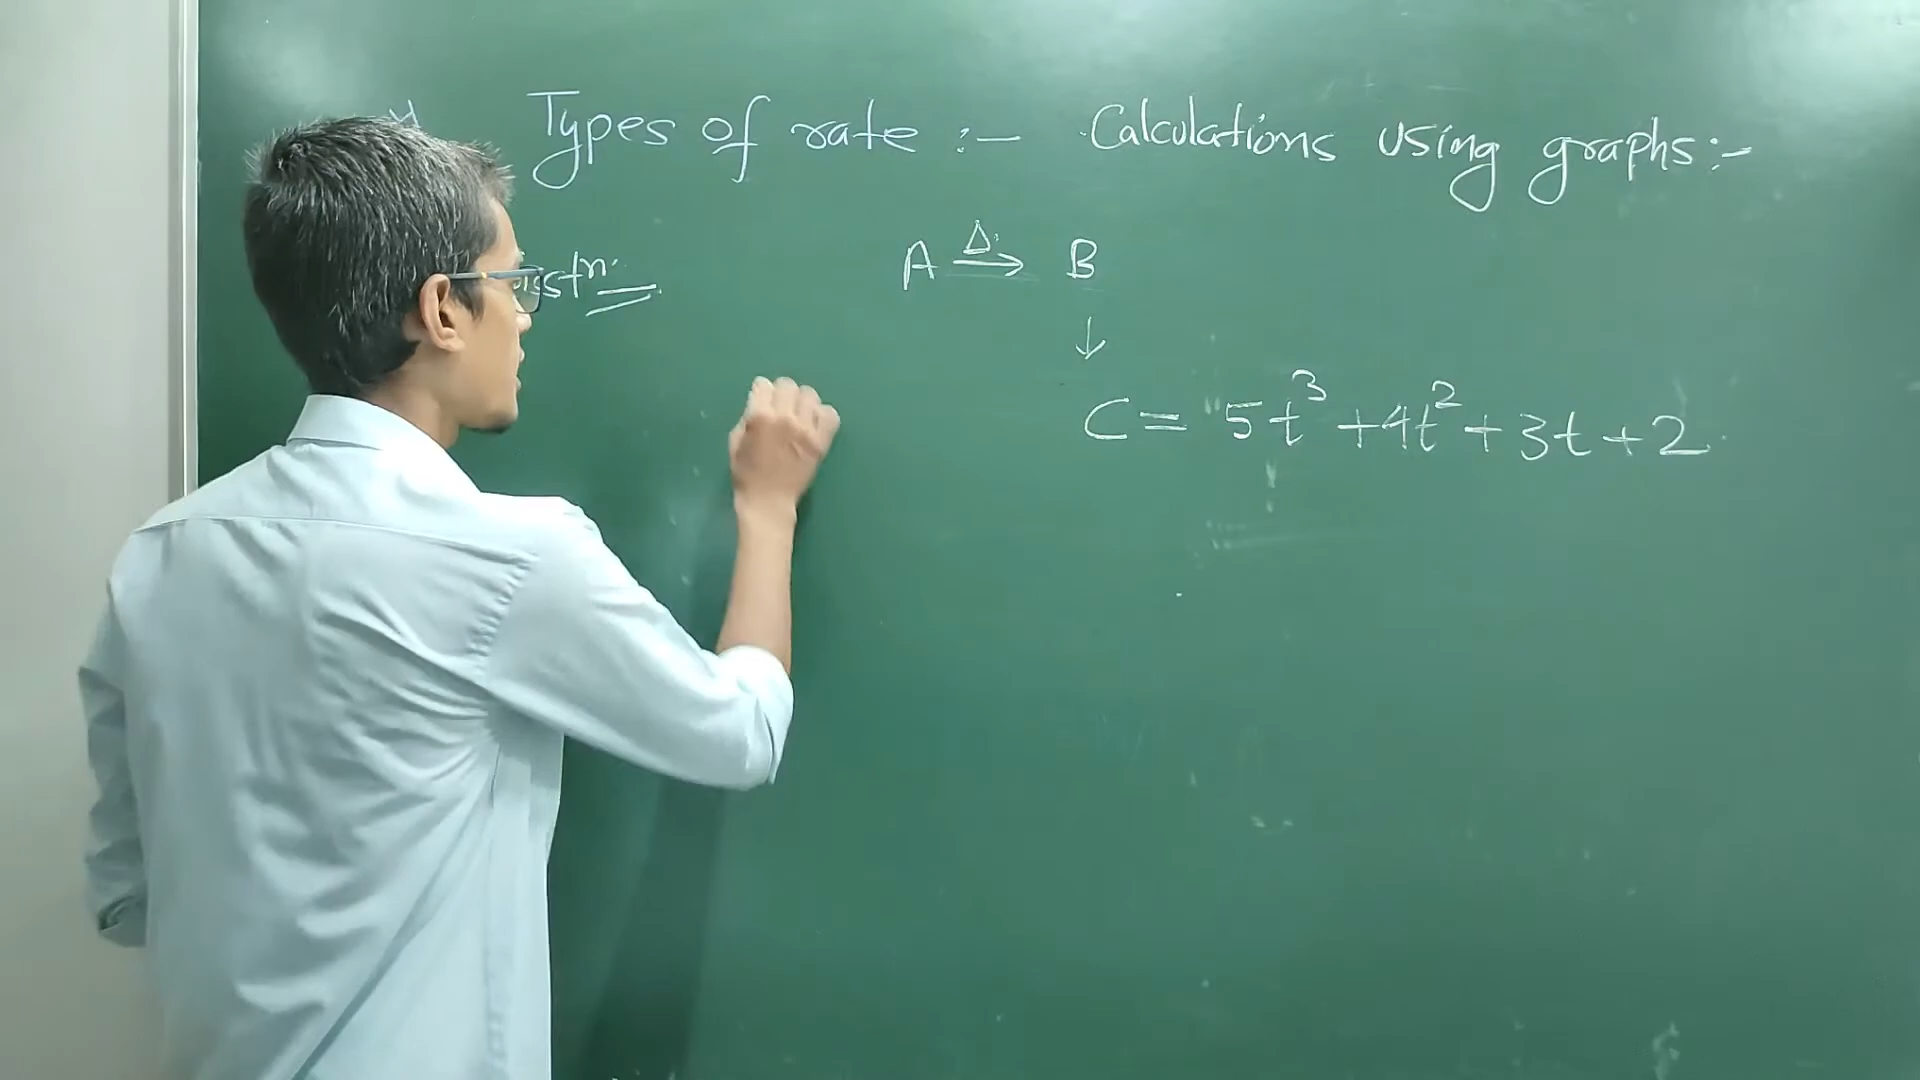 Types of rate :- Calculations using graphs:-
A —Δ→ B
↓
C = 5t³ + 4t² + 3t + 2